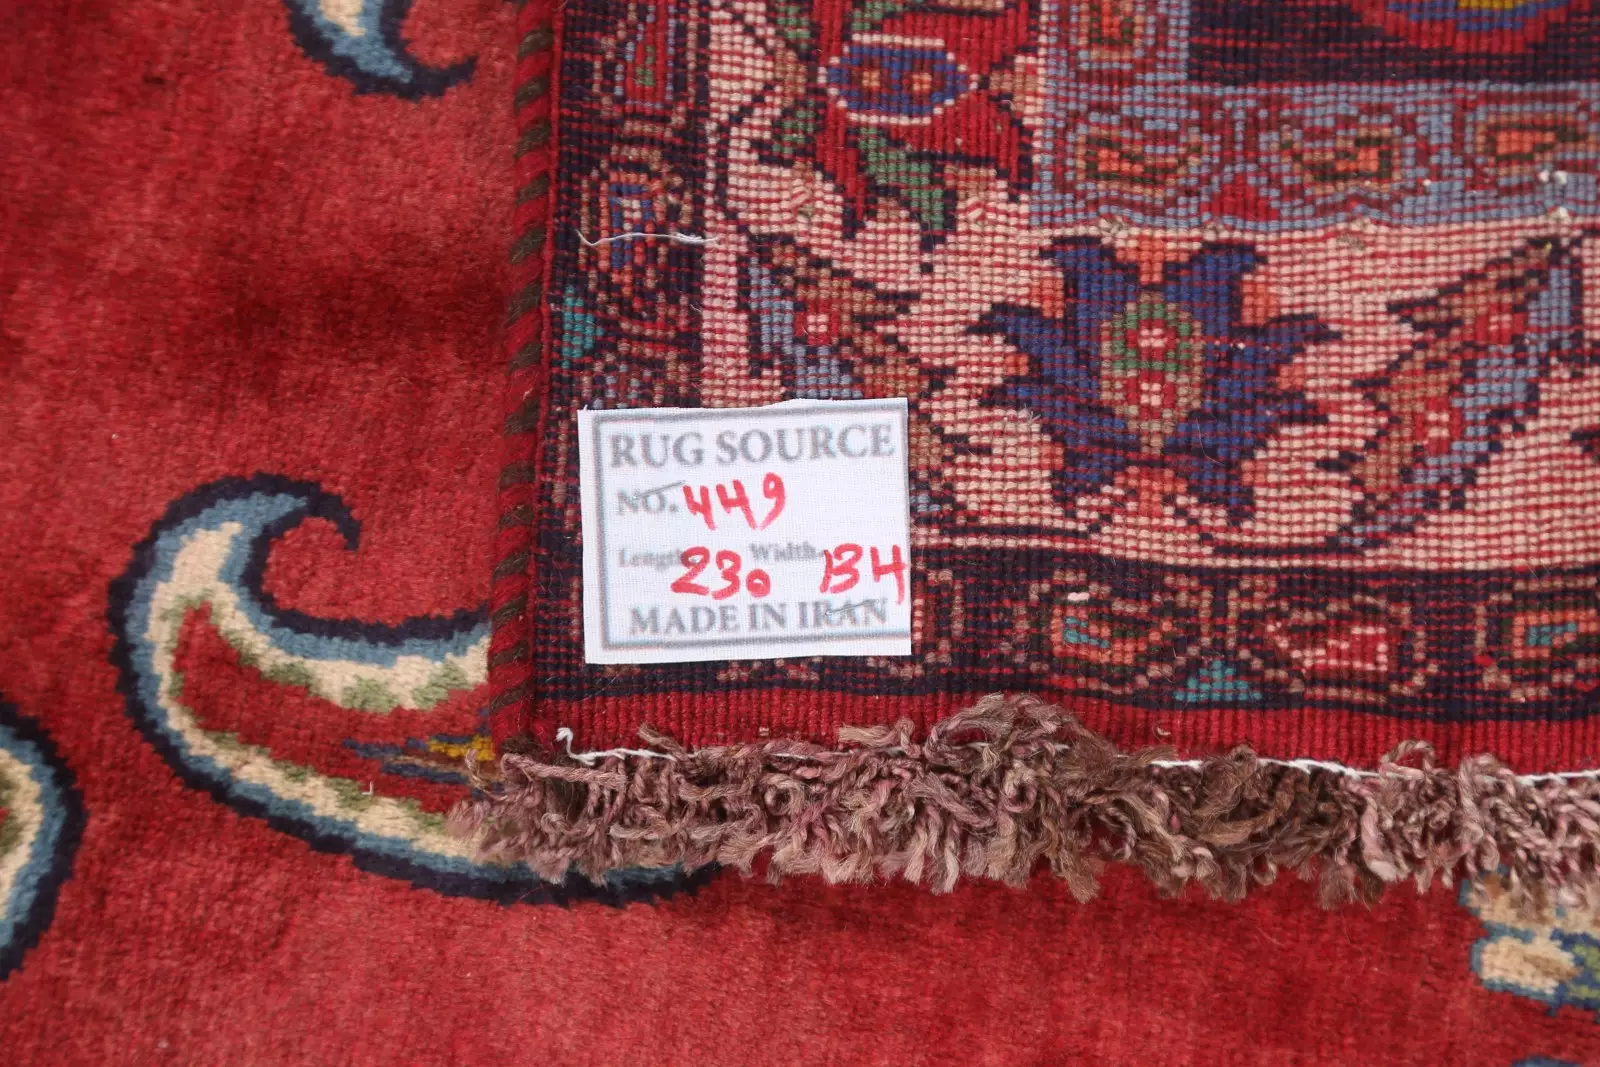 RUG SOURCE
NO. 449
Length 230 Width 134
MADE IN IRAN